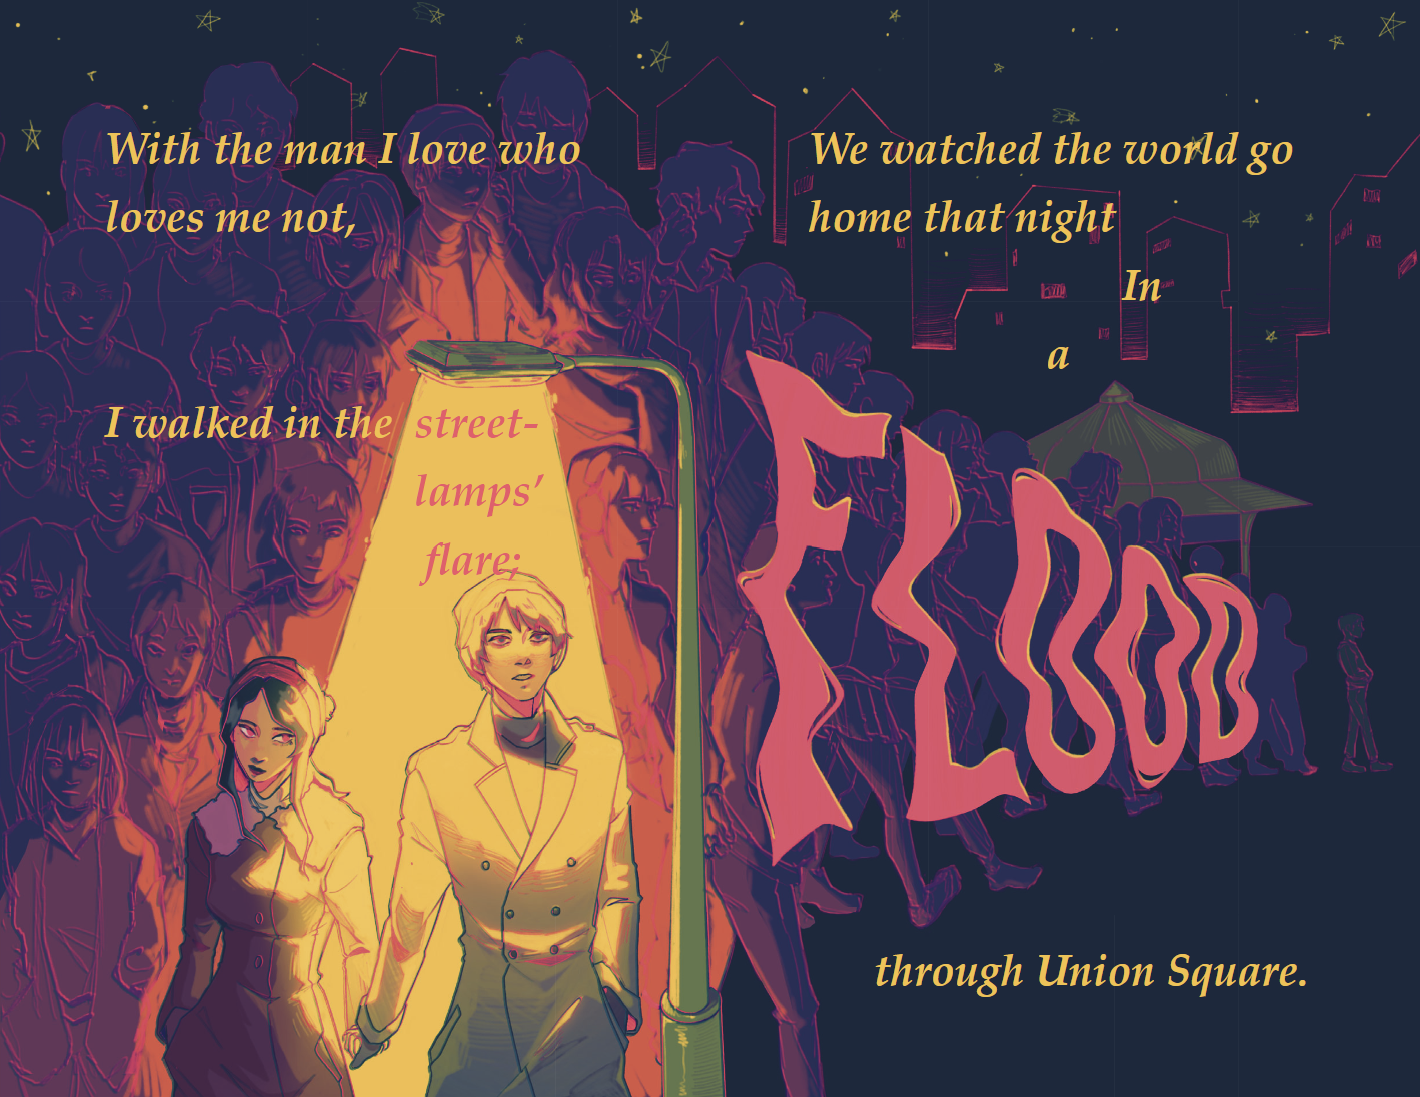 With the man I love who
loves me not,
I walked in the street-
lamps’
flare;
We watched the world go
home that night
In
a
FLOOD
through Union Square.